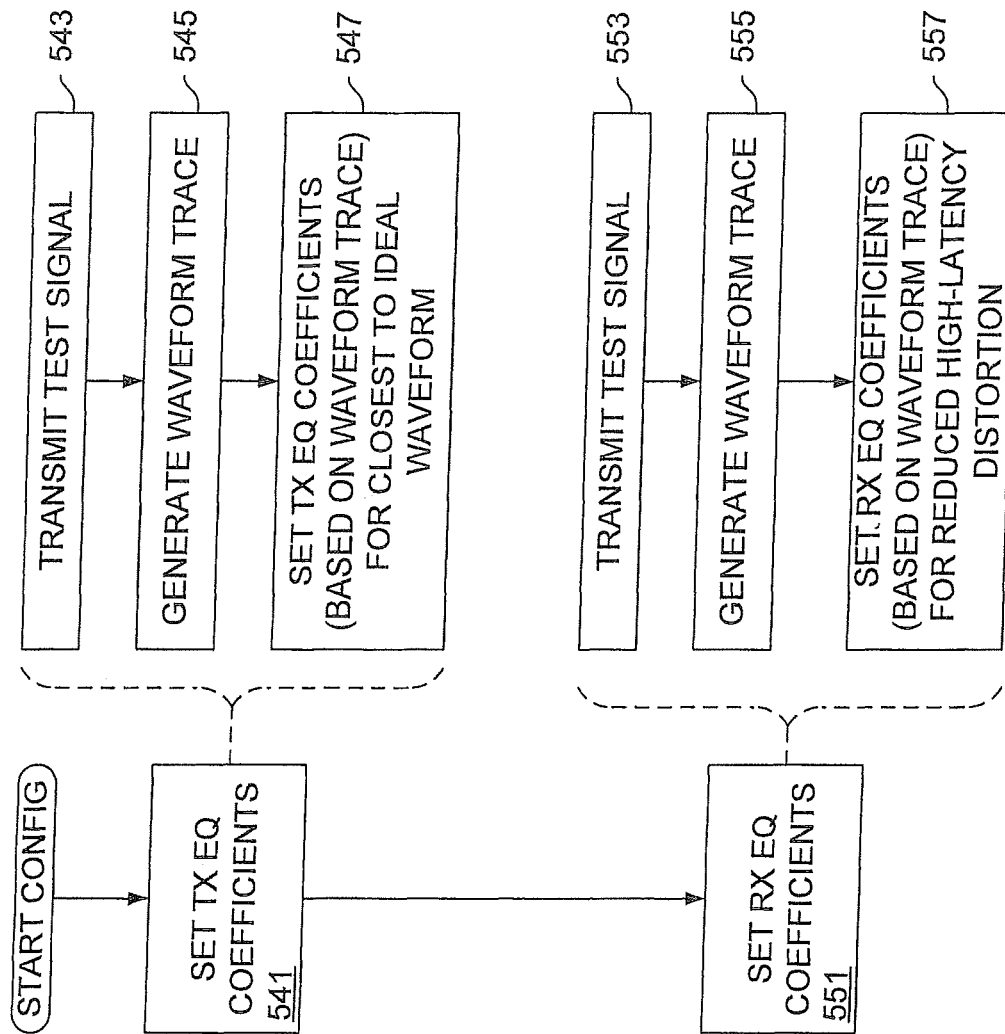 START CONFIG
SET TX EQ
COEFFICIENTS
541
TRANSMIT TEST SIGNAL
543
GENERATE WAVEFORM TRACE
545
SET TX EQ COEFFICIENTS
(BASED ON WAVEFORM TRACE)
FOR CLOSEST TO IDEAL
WAVEFORM
547
SET RX EQ
COEFFICIENTS
551
TRANSMIT TEST SIGNAL
553
GENERATE WAVEFORM TRACE
555
SET RX EQ COEFFICIENTS
(BASED ON WAVEFORM TRACE)
FOR REDUCED HIGH-LATENCY
DISTORTION
557